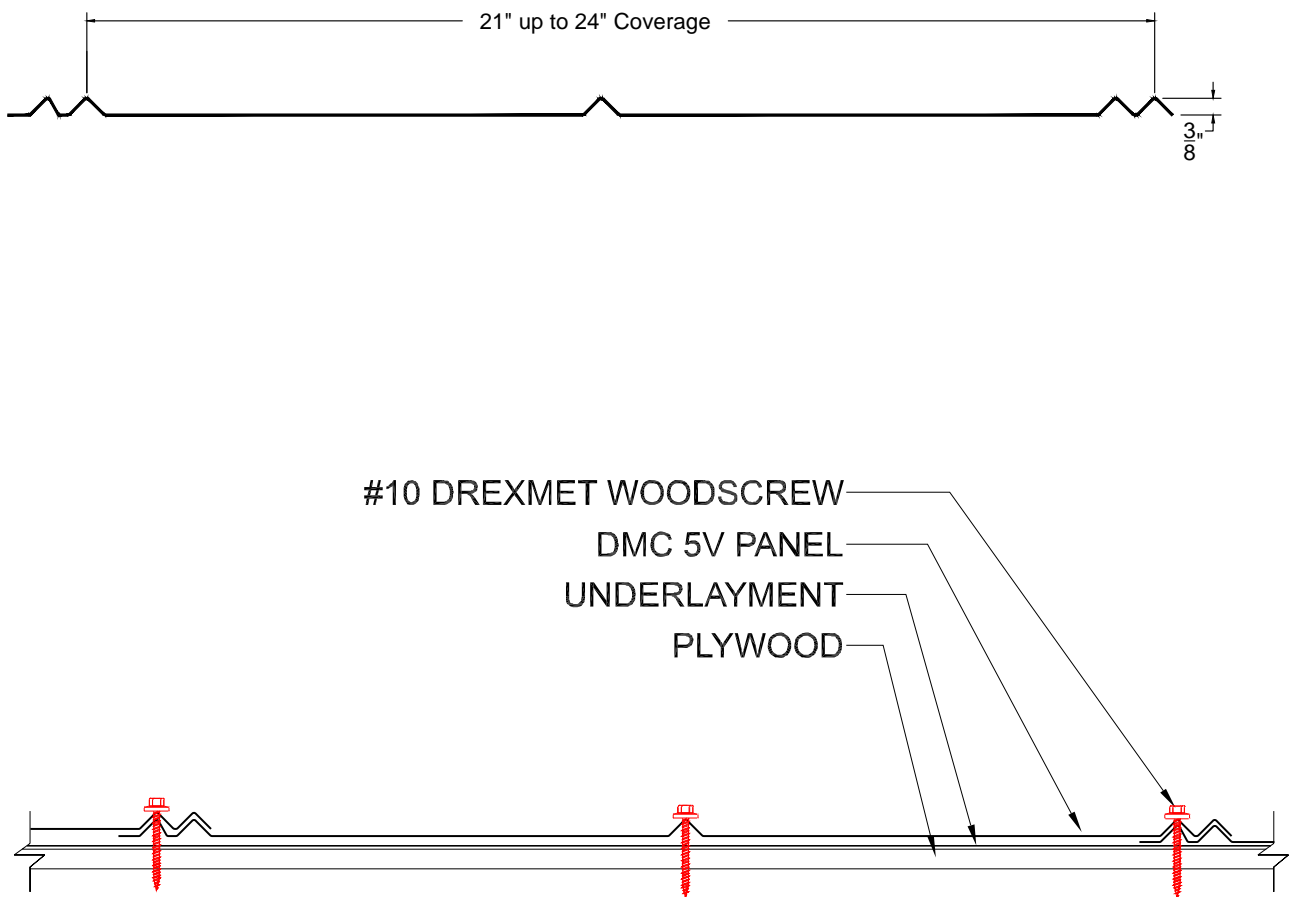 21" up to 24" Coverage
3/8"
#10 DREXMET WOODSCREW
DMC 5V PANEL
UNDERLAYMENT
PLYWOOD